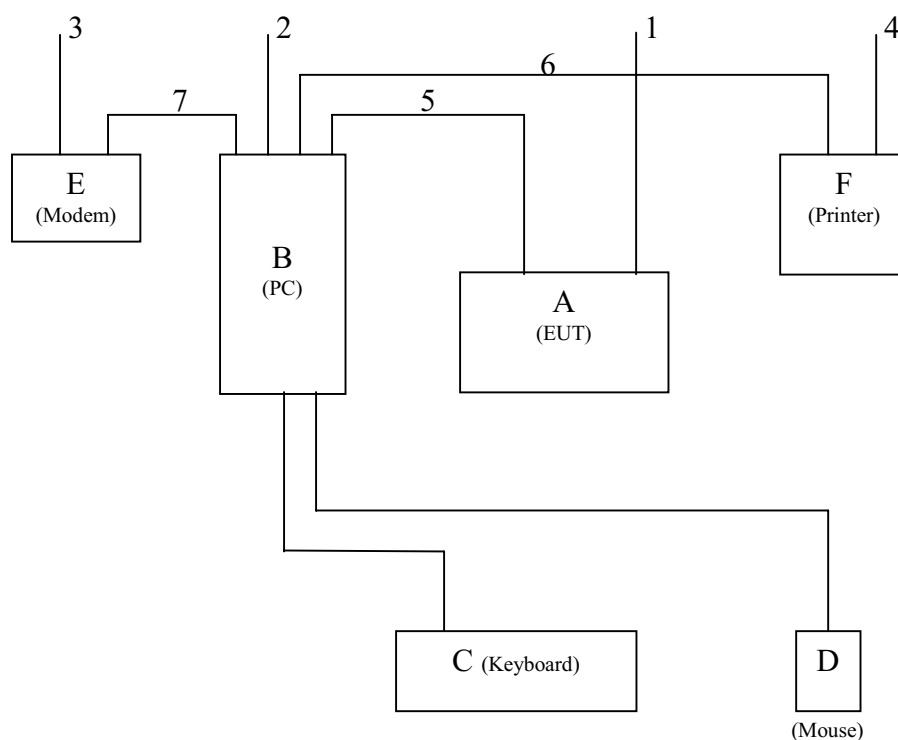 3
2
1
4
6
7
5
E
(Modem)
F
(Printer)
B
(PC)
A
(EUT)
C (Keyboard)
D
(Mouse)